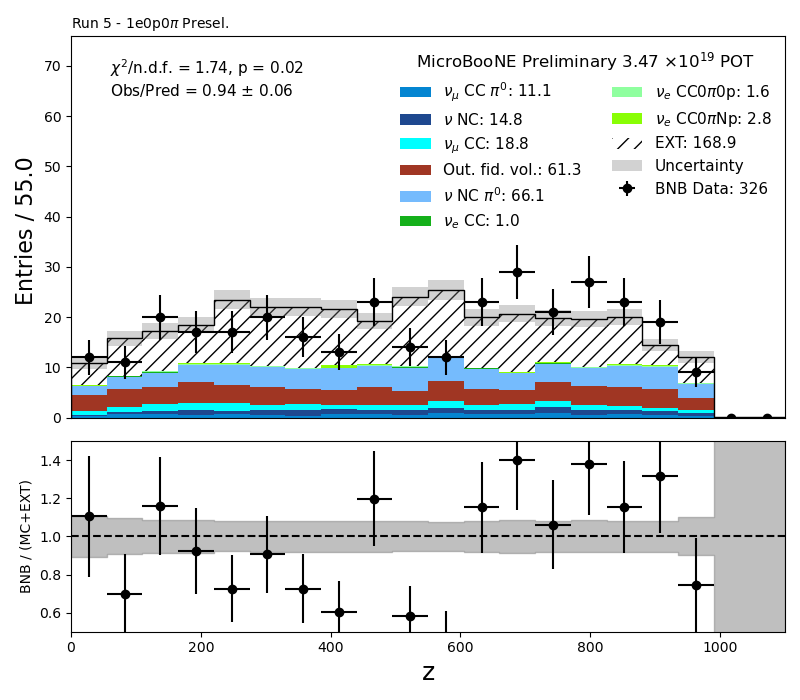 Run 5 - 1e0p0π Presel.
χ²/n.d.f. = 1.74, p = 0.02
Obs/Pred = 0.94 ± 0.06
MicroBooNE Preliminary 3.47 ×10¹⁹ POT
ν_μ CC π⁰: 11.1
ν NC: 14.8
ν_μ CC: 18.8
Out. fid. vol.: 61.3
ν NC π⁰: 66.1
ν_e CC: 1.0
ν_e CC0π0p: 1.6
ν_e CC0πNp: 2.8
EXT: 168.9
Uncertainty
BNB Data: 326
Entries / 55.0
70
60
50
40
30
20
10
0
BNB / (MC+EXT)
1.4
1.2
1.0
0.8
0.6
0 200 400 600 800 1000
z